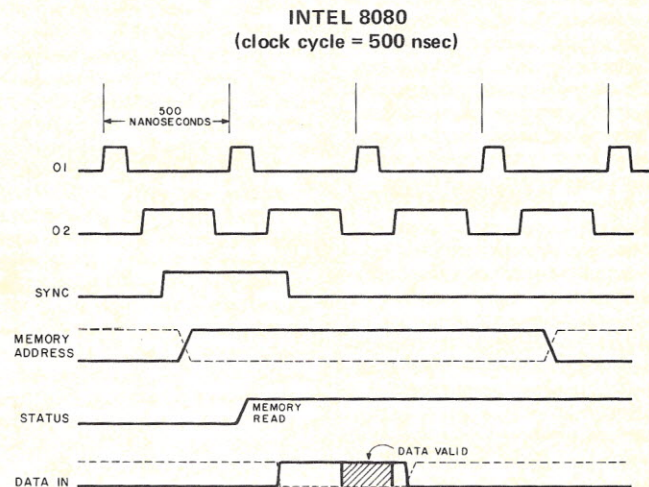 INTEL 8080
(clock cycle = 500 nsec)
500
NANOSECONDS
O1
O2
SYNC
MEMORY
ADDRESS
STATUS
MEMORY
READ
DATA VALID
DATA IN